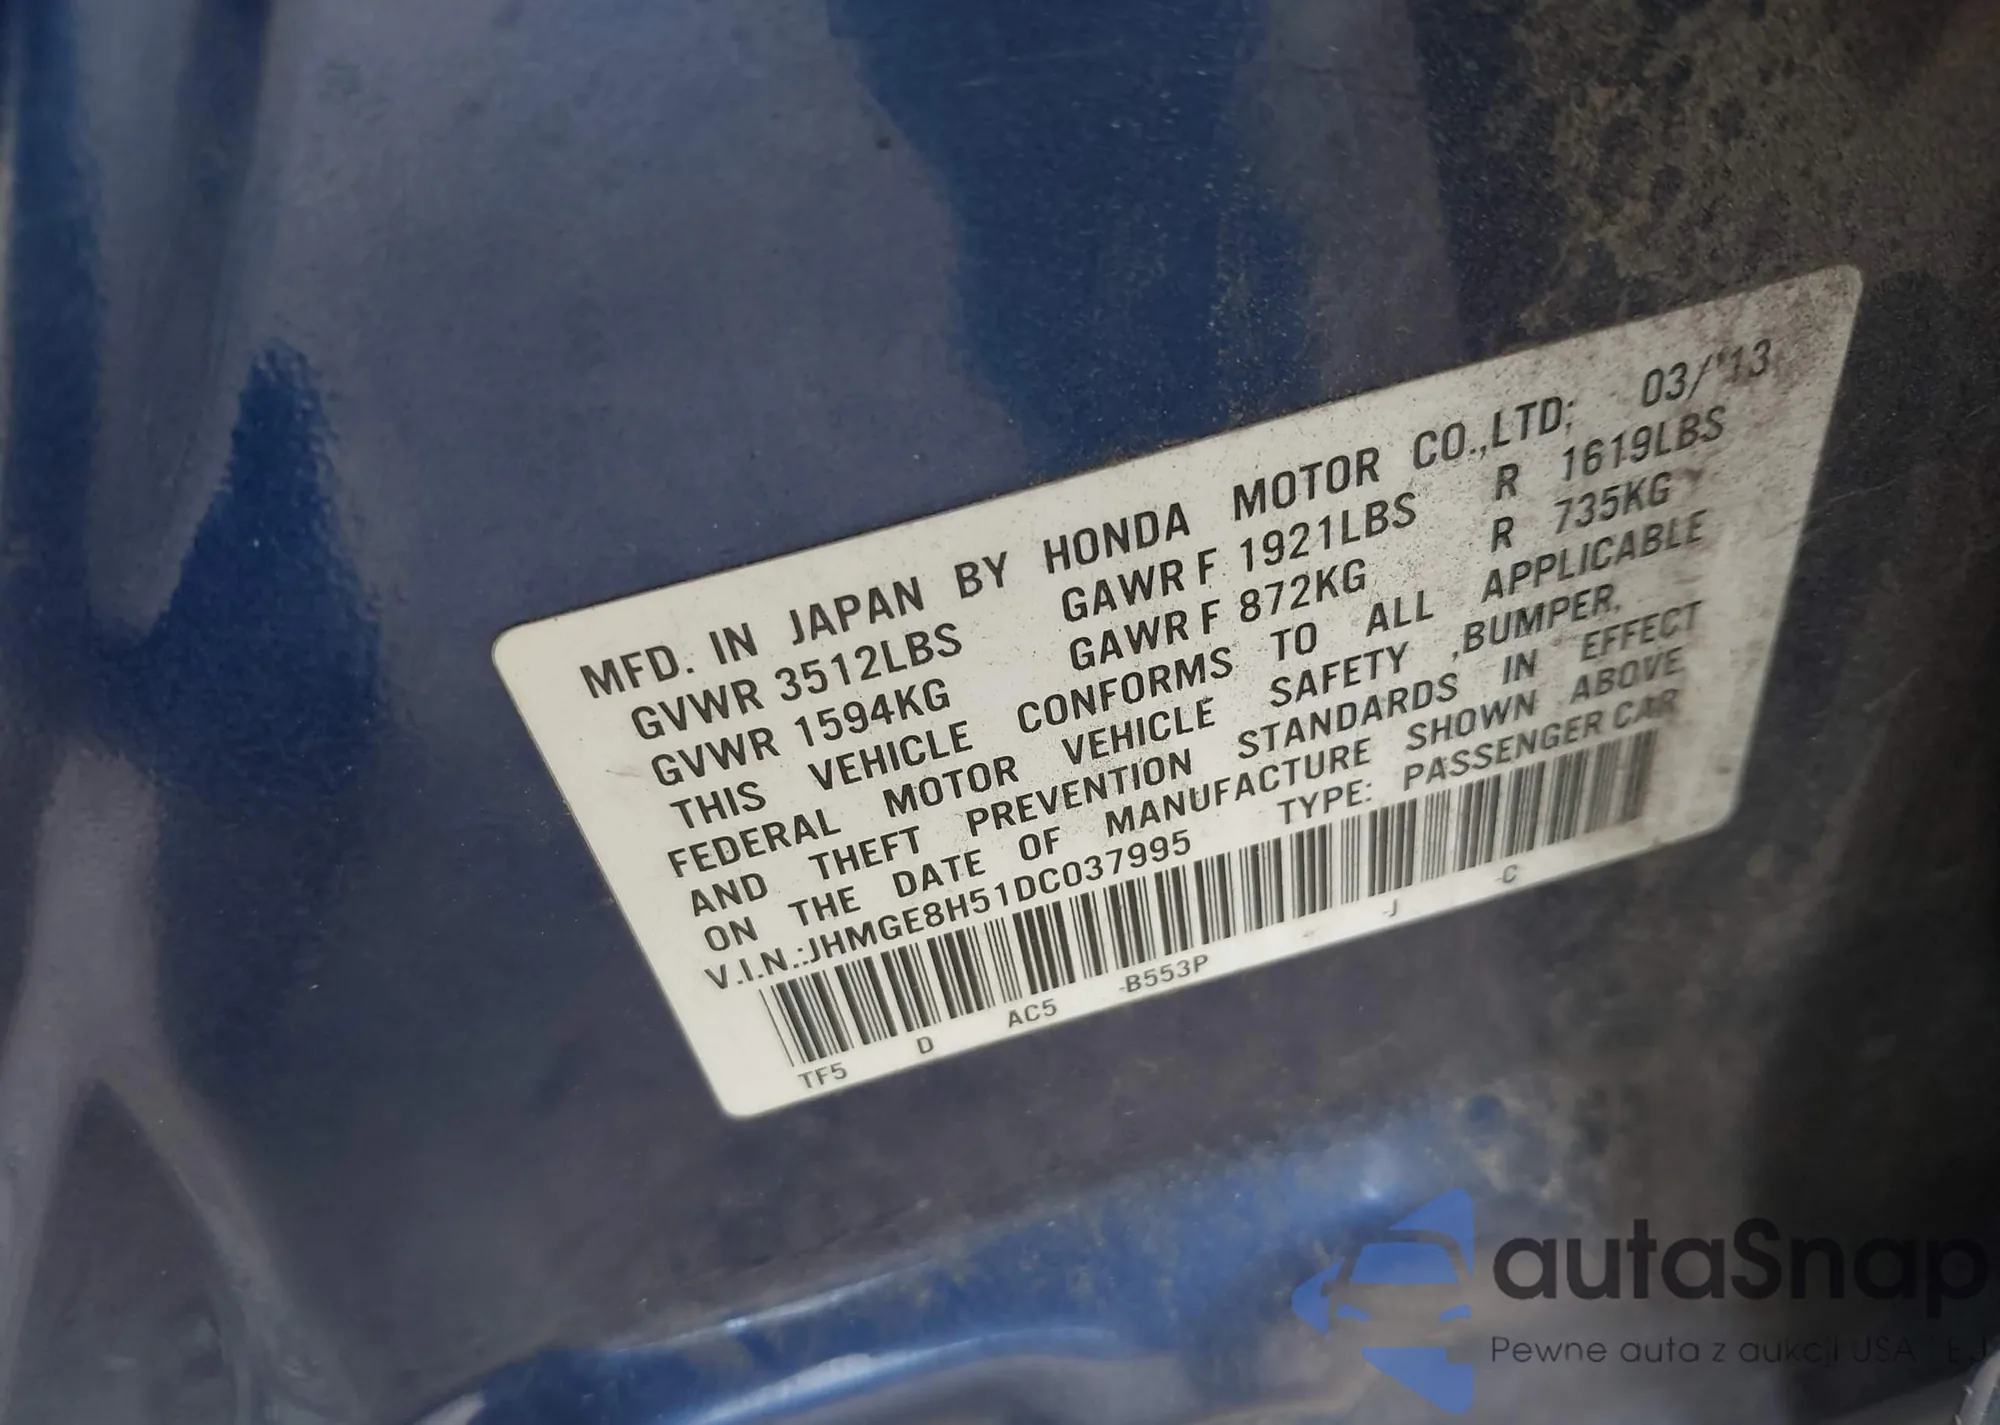 MFD. IN JAPAN BY HONDA MOTOR CO.,LTD; 03/'13
GVWR 3512LBS GAWR F 1921LBS R 1619LBS
GVWR 1594KG GAWR F 872KG R 735KG
THIS VEHICLE CONFORMS TO ALL APPLICABLE
FEDERAL MOTOR VEHICLE SAFETY ,BUMPER,
AND THEFT PREVENTION STANDARDS IN EFFECT
ON THE DATE OF MANUFACTURE SHOWN ABOVE
V.I.N.:JHMGE8H51DC037995 TYPE: PASSENGER CAR
TF5 D AC5 -B553P - -J -C
autaSnap
Pewne auta z aukcji USA